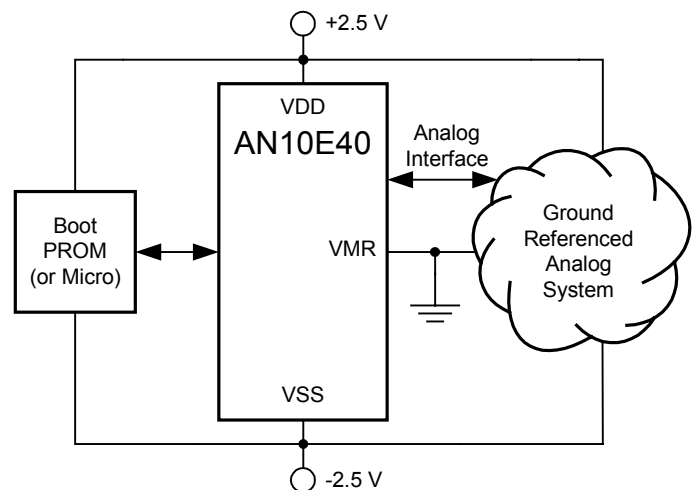 +2.5 V
VDD
AN10E40
Analog
Interface
Boot
PROM
(or Micro)
VMR
Ground
Referenced
Analog
System
VSS
-2.5 V